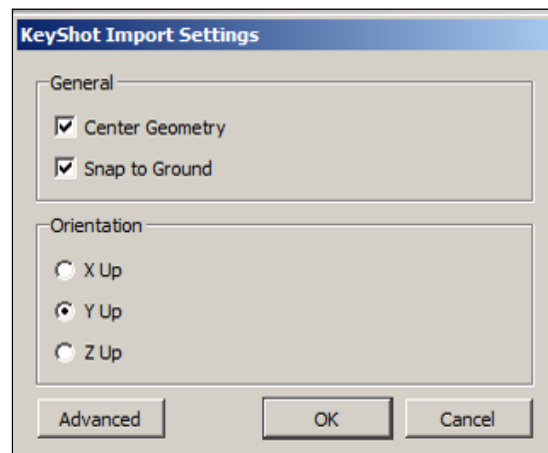 KeyShot Import Settings
General
Center Geometry
Snap to Ground
Orientation
X Up
Y Up
Z Up
Advanced OK Cancel